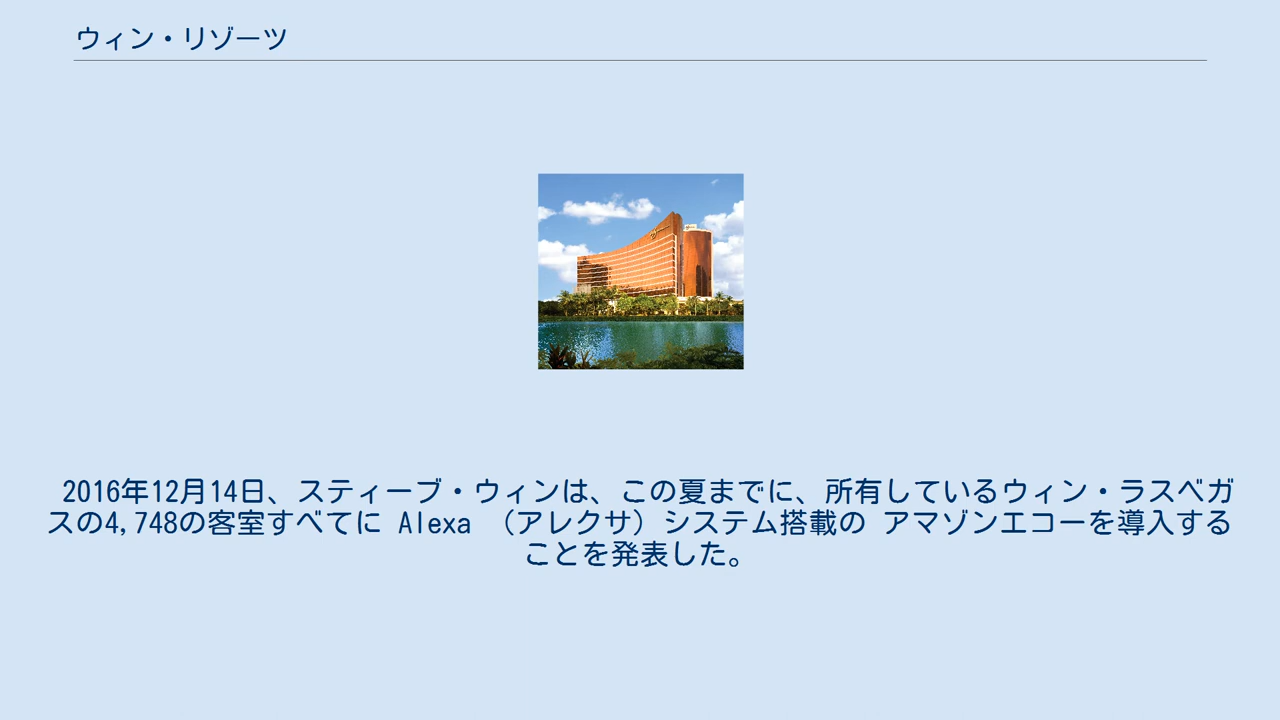 ウィン・リゾーツ
2016年12月14日、スティーブ・ウィンは、この夏までに、所有しているウィン・ラスベガ
スの4,748の客室すべてに Alexa （アレクサ）システム搭載の アマゾンエコーを導入する
ことを発表した。